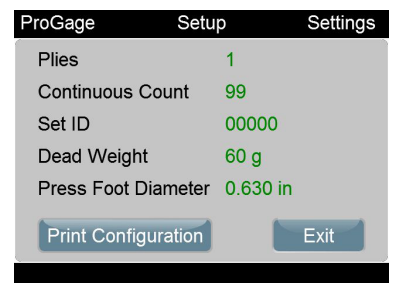 ProGage Setup Settings
Plies 1
Continuous Count 99
Set ID 00000
Dead Weight 60 g
Press Foot Diameter 0.630 in
Print Configuration Exit